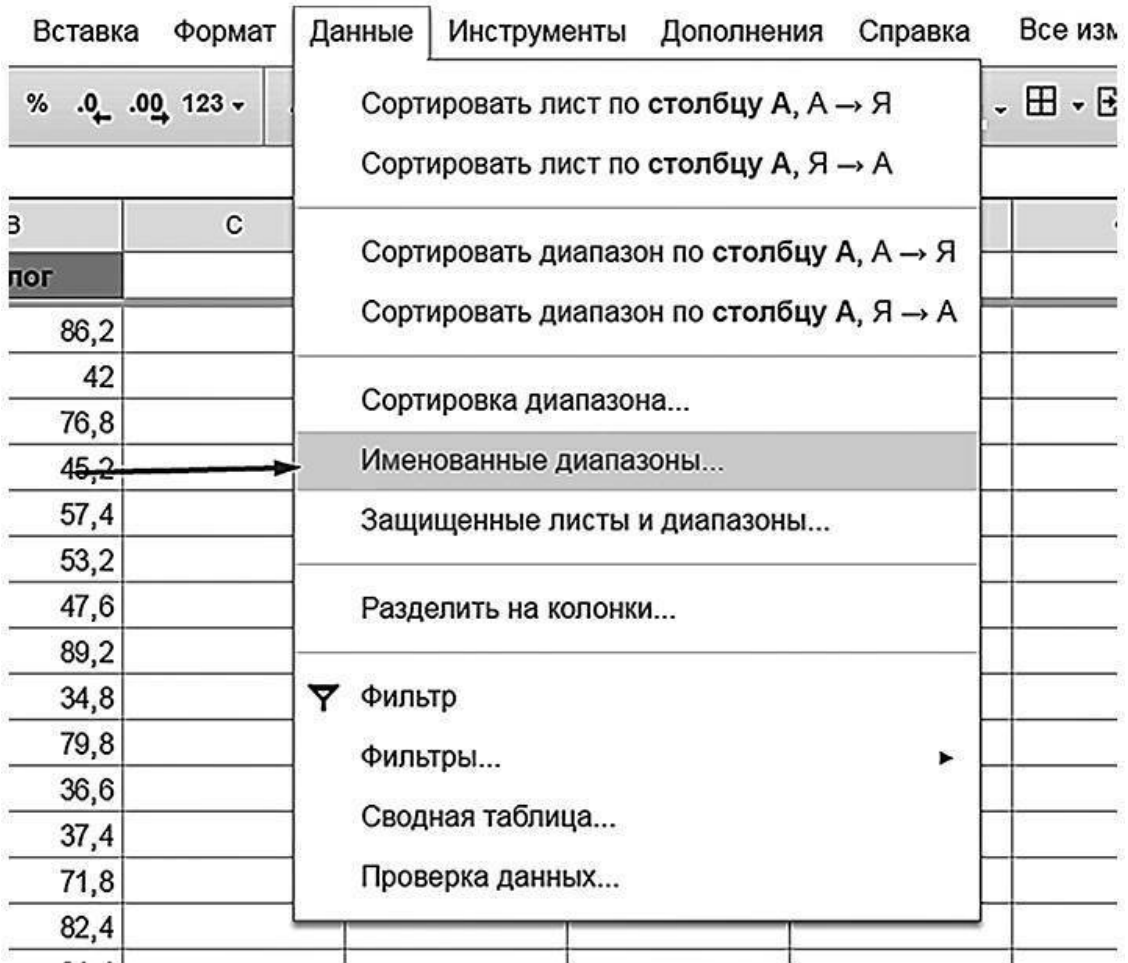 Вставка Формат Данные Инструменты Дополнения Справка Все изм
% .0 .00 123
Сортировать лист по столбцу А, А → Я
Сортировать лист по столбцу А, Я → А
В С
лог
Сортировать диапазон по столбцу А, А → Я
Сортировать диапазон по столбцу А, Я → А
86,2
42
Сортировка диапазона...
76,8
Именованные диапазоны...
45,2
57,4
Защищенные листы и диапазоны...
53,2
47,6
Разделить на колонки...
89,2
34,8
Фильтр
79,8
Фильтры...
36,6
Сводная таблица...
37,4
71,8
Проверка данных...
82,4